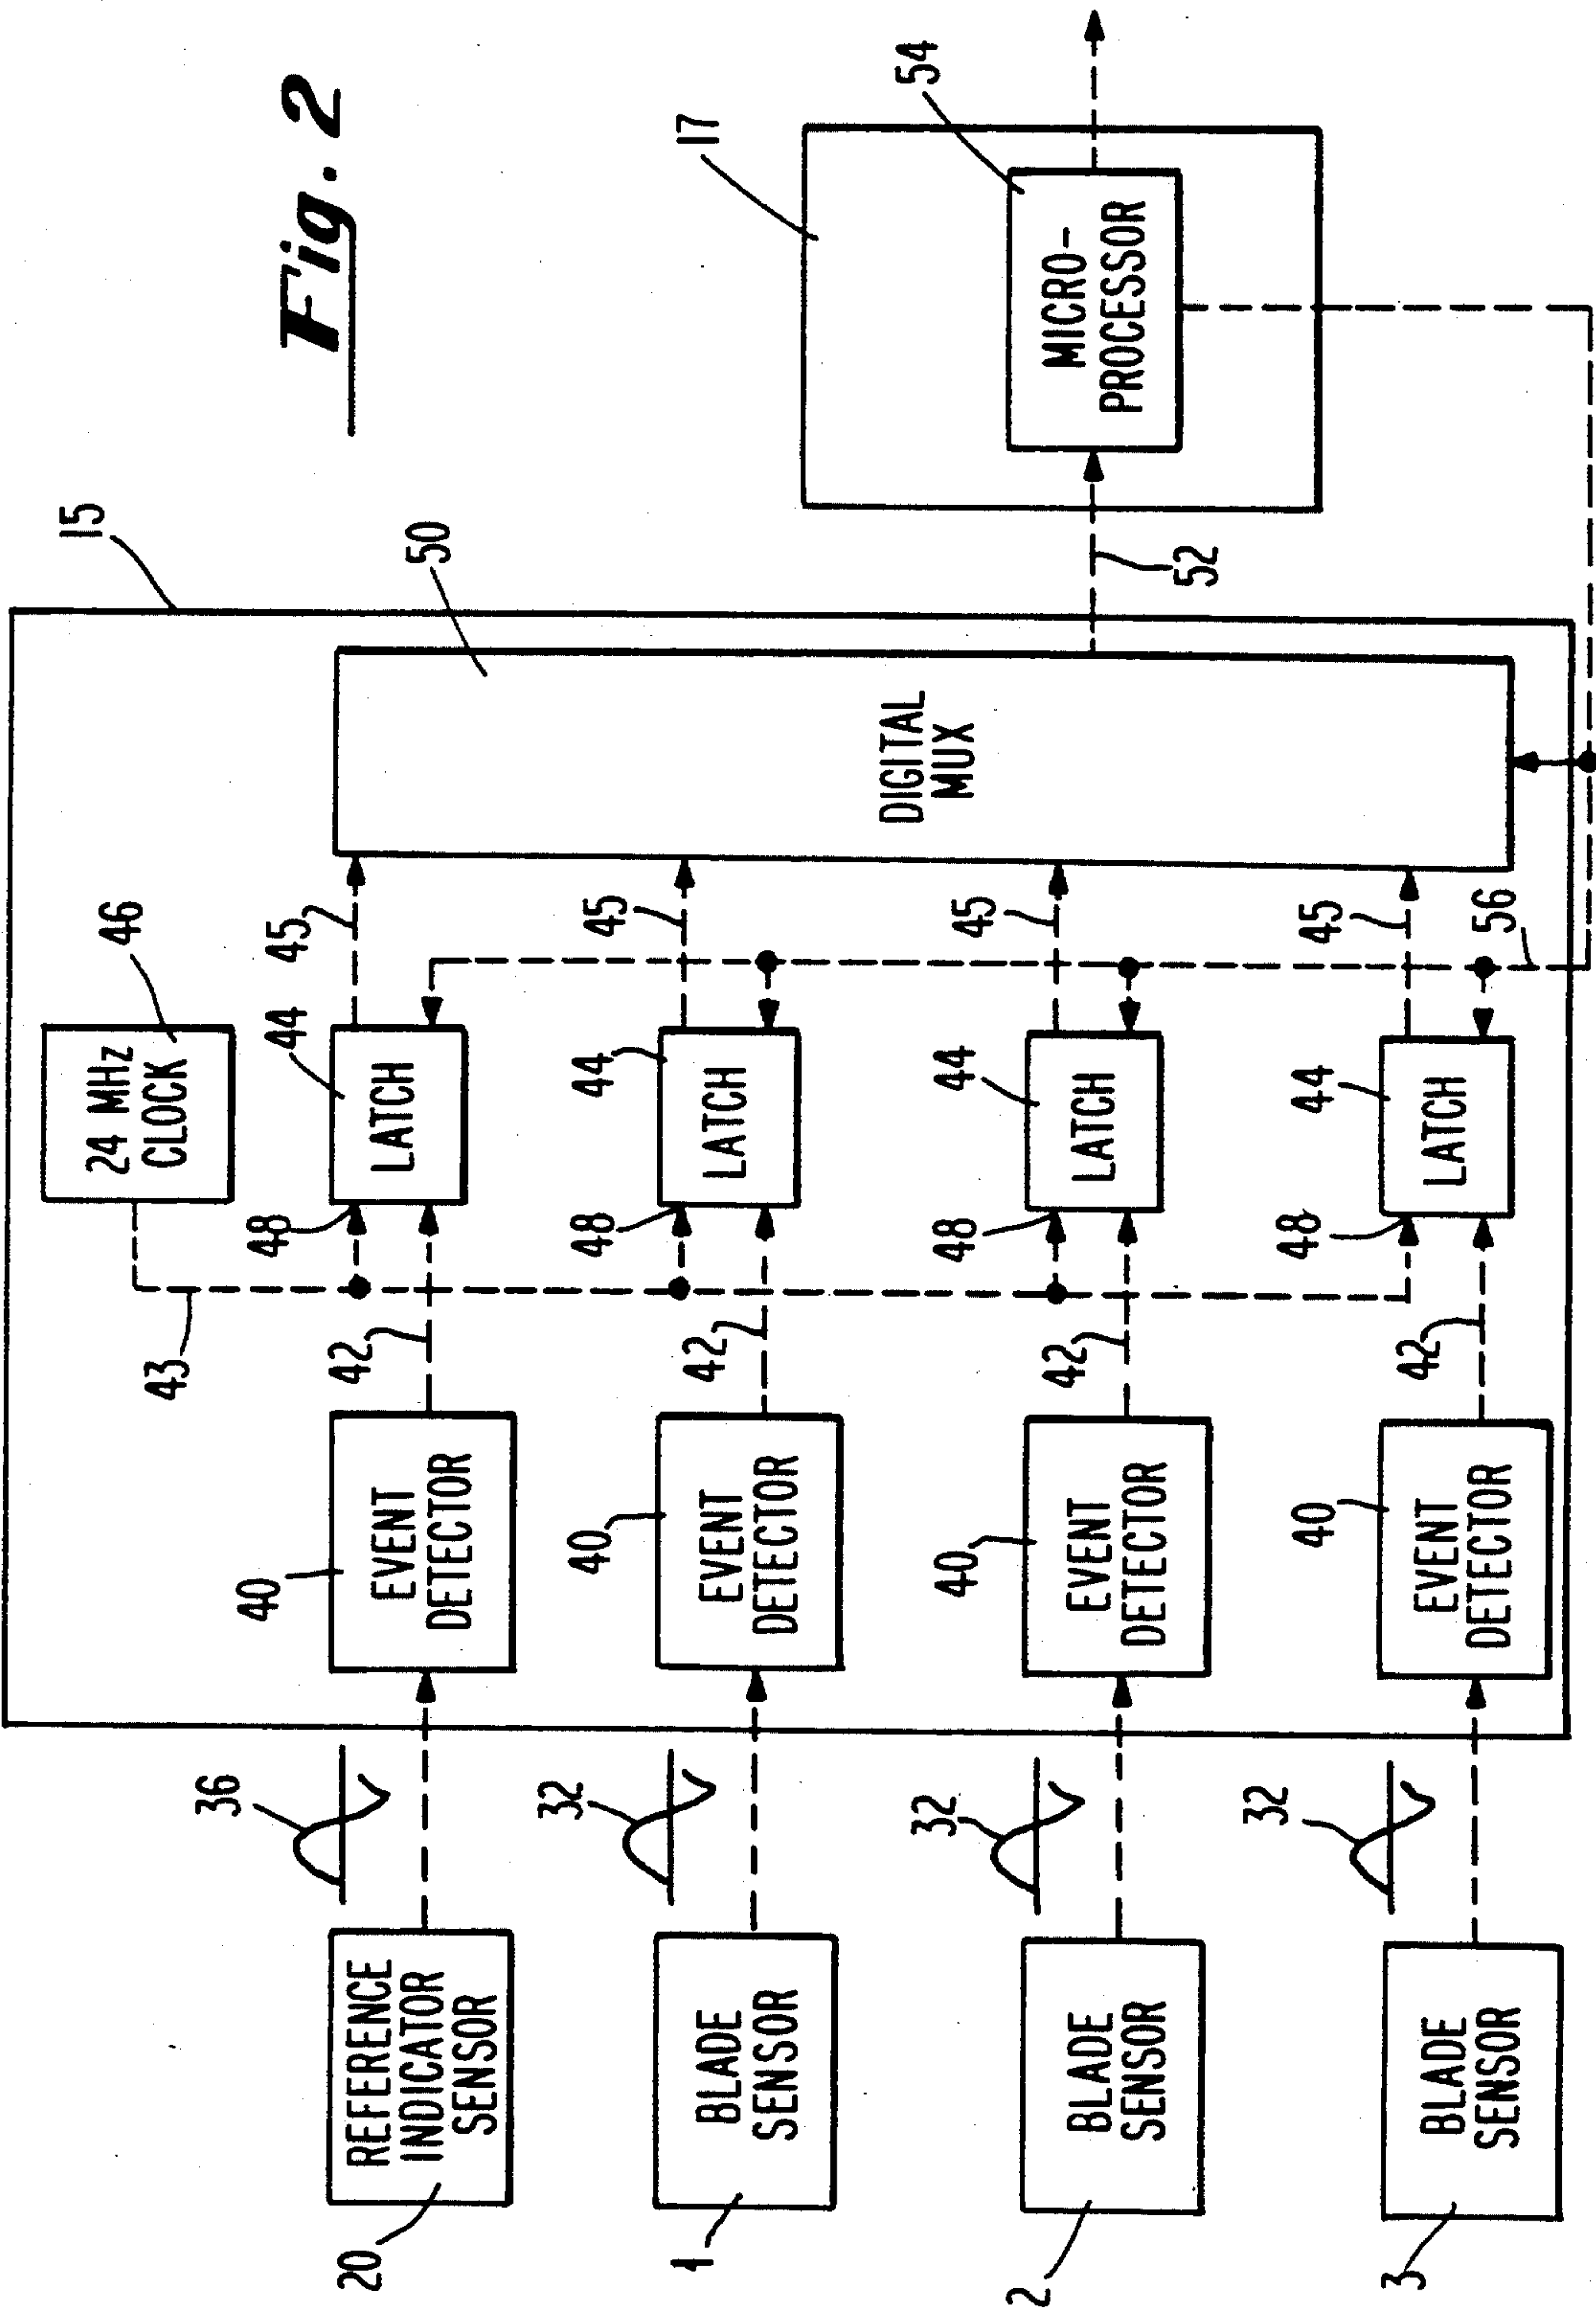 Fig. 2
15
17
46
24 MHz
CLOCK
50
54
43
36
40
42
48
44
45
REFERENCE
INDICATOR
SENSOR
20
EVENT
DETECTOR
LATCH
DIGITAL
MUX
52
MICRO-
PROCESSOR
32
40
42
48
44
45
BLADE
SENSOR
1
EVENT
DETECTOR
LATCH
32
40
42
48
44
45
BLADE
SENSOR
2
EVENT
DETECTOR
LATCH
32
40
42
48
44
45
56
BLADE
SENSOR
3
EVENT
DETECTOR
LATCH